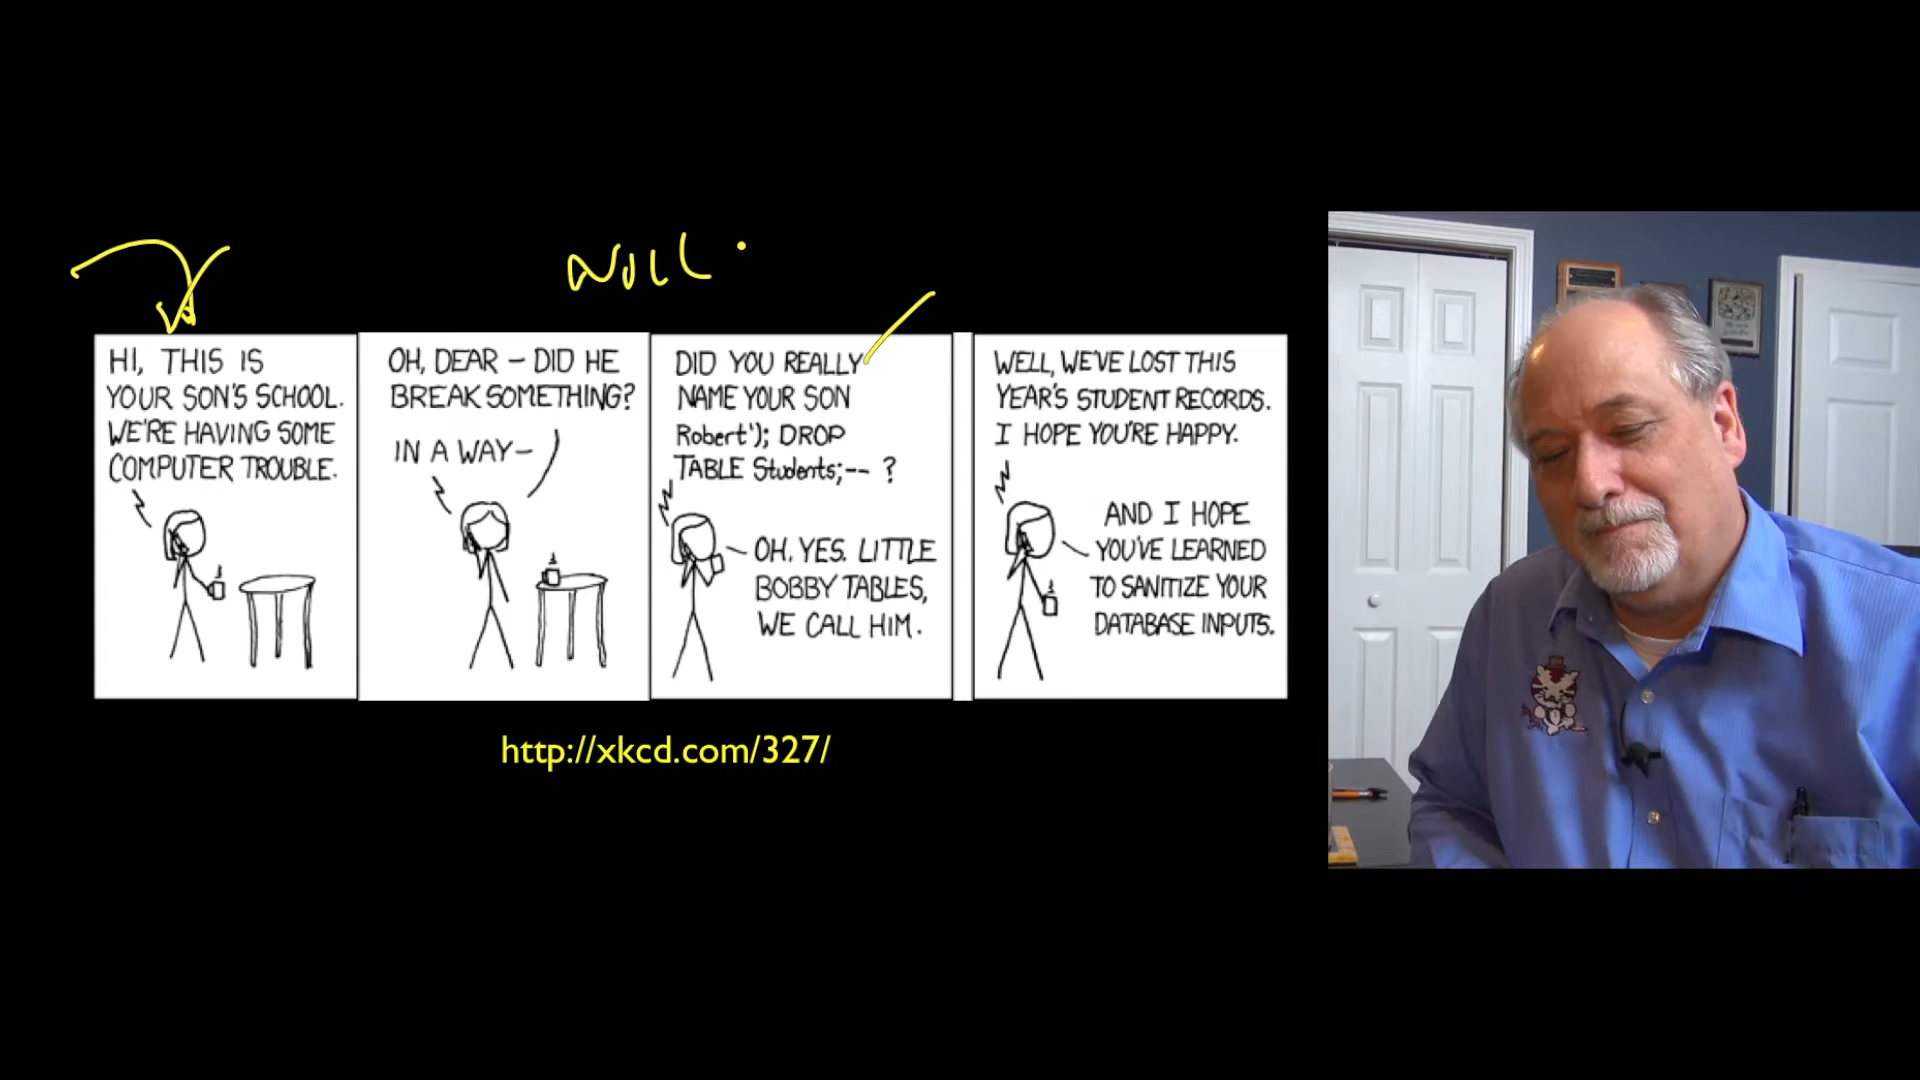 NULL
HI, THIS IS
YOUR SON'S SCHOOL.
WE'RE HAVING SOME
COMPUTER TROUBLE.
OH, DEAR – DID HE
BREAK SOMETHING?
IN A WAY–
DID YOU REALLY
NAME YOUR SON
Robert'); DROP
TABLE Students;-- ?
OH. YES. LITTLE
BOBBY TABLES,
WE CALL HIM.
WELL, WE'VE LOST THIS
YEAR'S STUDENT RECORDS.
I HOPE YOU'RE HAPPY.
AND I HOPE
YOU'VE LEARNED
TO SANITIZE YOUR
DATABASE INPUTS.
http://xkcd.com/327/